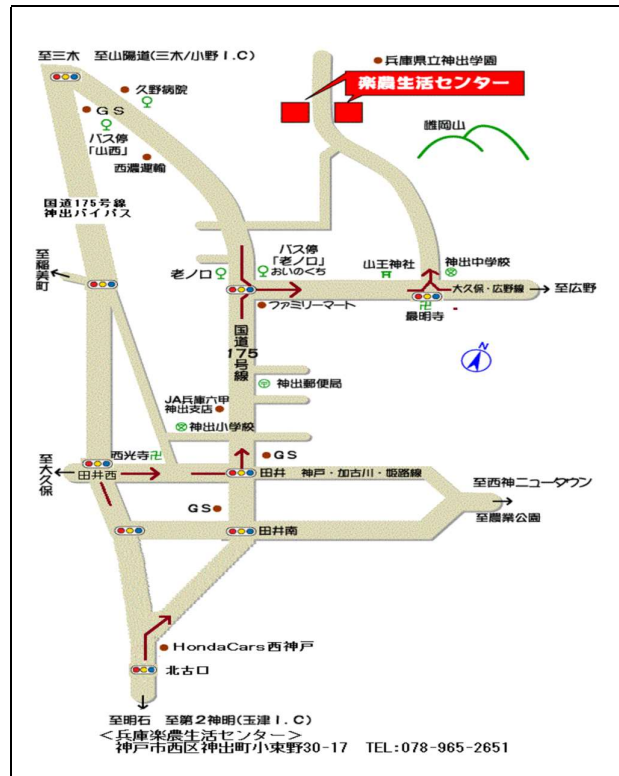 至三木 至山陽道(三木/小野I.C)
兵庫県立神出学園
楽農生活センター
久野病院
GS
バス停
「山西」
西濃運輸
雌岡山
国道175号線
神出バイパス
至稲美町
老ノ口
バス停
「老ノ口」
おいのくち
山王神社
神出中学校
大久保・広野線
至広野
ファミリーマート
最明寺
国道175号線
N
神出郵便局
JA兵庫六甲
神出支店
神出小学校
至大久保
西光寺
GS
田井西
田井 神戸・加古川・姫路線
至西神ニュータウン
至農業公園
GS
田井南
HondaCars西神戸
北古口
至明石 至第2神明(玉津I.C)
<兵庫楽農生活センター>
神戸市西区神出町小束野30-17 TEL:078-965-2651